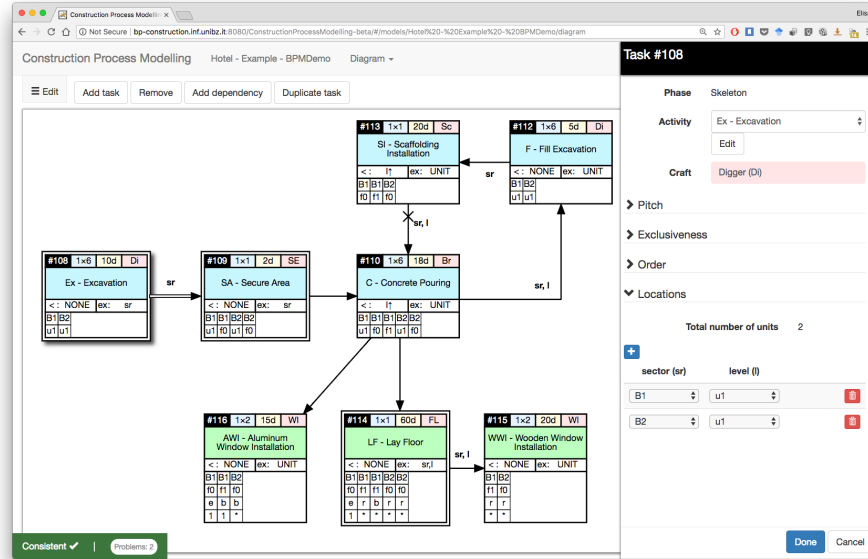 Construction Process Modelli
Elis
Not Secure | bp-construction.inf.unibz.it:8080/ConstructionProcessModelling-beta/#/models/Hotel%20-%20Example%20-%20BPMDemo/diagram
Construction Process Modelling Hotel - Example - BPMDemo Diagram
Edit Add task Remove Add dependency Duplicate task
#113 1×1 20d Sc
SI - Scaffolding
Installation
< : l↑ ex: UNIT
B1 B1 B2
f0 f1 f0
#112 1×6 5d Di
F - Fill Excavation
< : NONE ex: UNIT
B1 B2
u1 u1
sr
sr, l
#108 1×6 10d Di
Ex - Excavation
< : NONE ex: sr
B1 B2
u1 u1
sr
#109 1×1 2d SE
SA - Secure Area
< : NONE ex: sr
B1 B1 B2 B2
u1 f0 u1 f0
#110 1×6 18d Br
C - Concrete Pouring
< : l↑ ex: UNIT
B1 B1 B1 B2 B2
u1 f0 f1 u1 f0
sr, l
#116 1×2 15d WI
AWI - Aluminum
Window Installation
< : NONE ex: UNIT
B1 B1 B2
f0 f1 f0
e b b
1 1 *
#114 1×1 60d FL
LF - Lay Floor
< : NONE ex: sr,l
B1 B1 B1 B2 B2
f0 f1 f1 f0 f0
e r b r b
1 * * * *
sr, l
#115 1×2 20d WI
WWI - Wooden Window
Installation
< : NONE ex: UNIT
B1 B2
f1 f0
r r
* *
Consistent | Problems: 2
Task #108
Phase Skeleton
Activity Ex - Excavation
Edit
Craft Digger (Di)
Pitch
Exclusiveness
Order
Locations
Total number of units 2
+
sector (sr) level (l)
B1 u1
B2 u1
Done Cancel